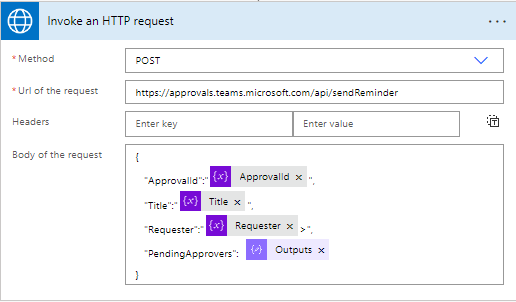 Invoke an HTTP request ...
* Method POST
* Url of the request https://approvals.teams.microsoft.com/api/sendReminder
Headers Enter key Enter value
Body of the request {
"ApprovalId":" {x} ApprovalId × ",
"Title":" {x} Title × ",
"Requester":" {x} Requester × >",
"PendingApprovers": Outputs ×
}